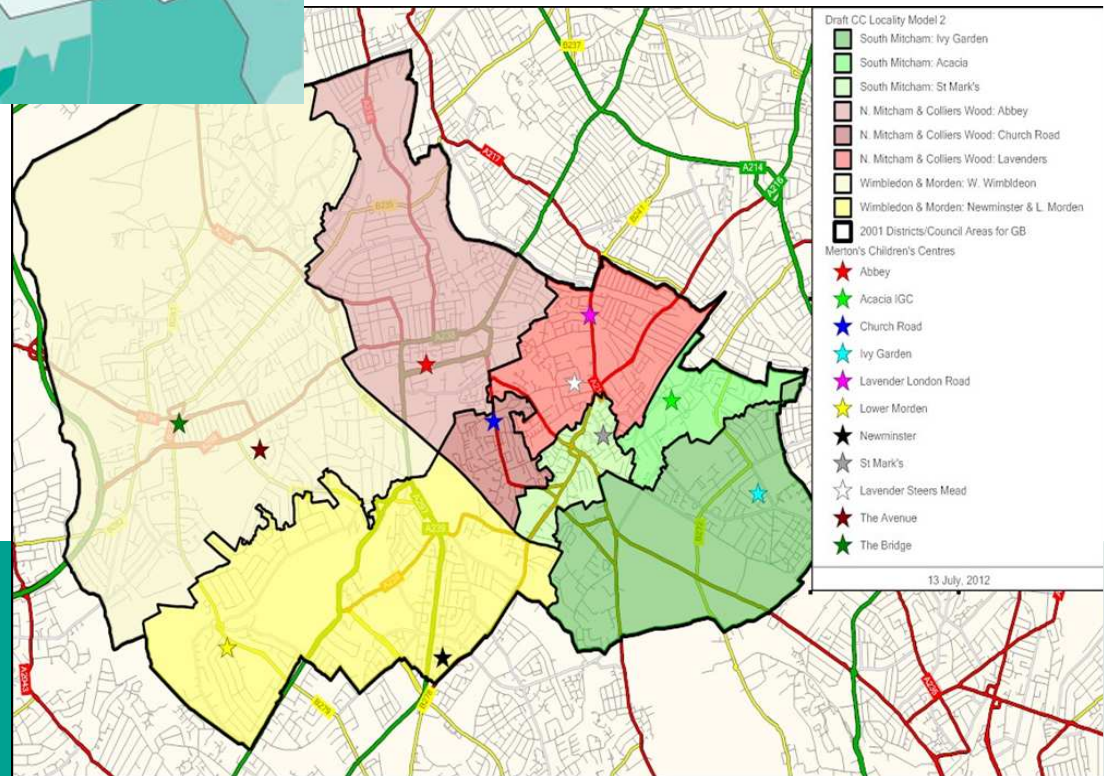 Draft CC Locality Model 2
South Mitcham: Ivy Garden
South Mitcham: Acacia
South Mitcham: St Mark's
N. Mitcham & Colliers Wood: Abbey
N. Mitcham & Colliers Wood: Church Road
N. Mitcham & Colliers Wood: Lavenders
Wimbledon & Morden: W. Wimbldeon
Wimbledon & Morden: Newminster & L. Morden
2001 Districts/Council Areas for GB
Merton's Children's Centres
Abbey
Acacia IGC
Church Road
Ivy Garden
Lavender London Road
Lower Morden
Newminster
St Mark's
Lavender Steers Mead
The Avenue
The Bridge
13 July, 2012
B237
A217
A214
A216
B241
B235
A218
A2043
B279
A236